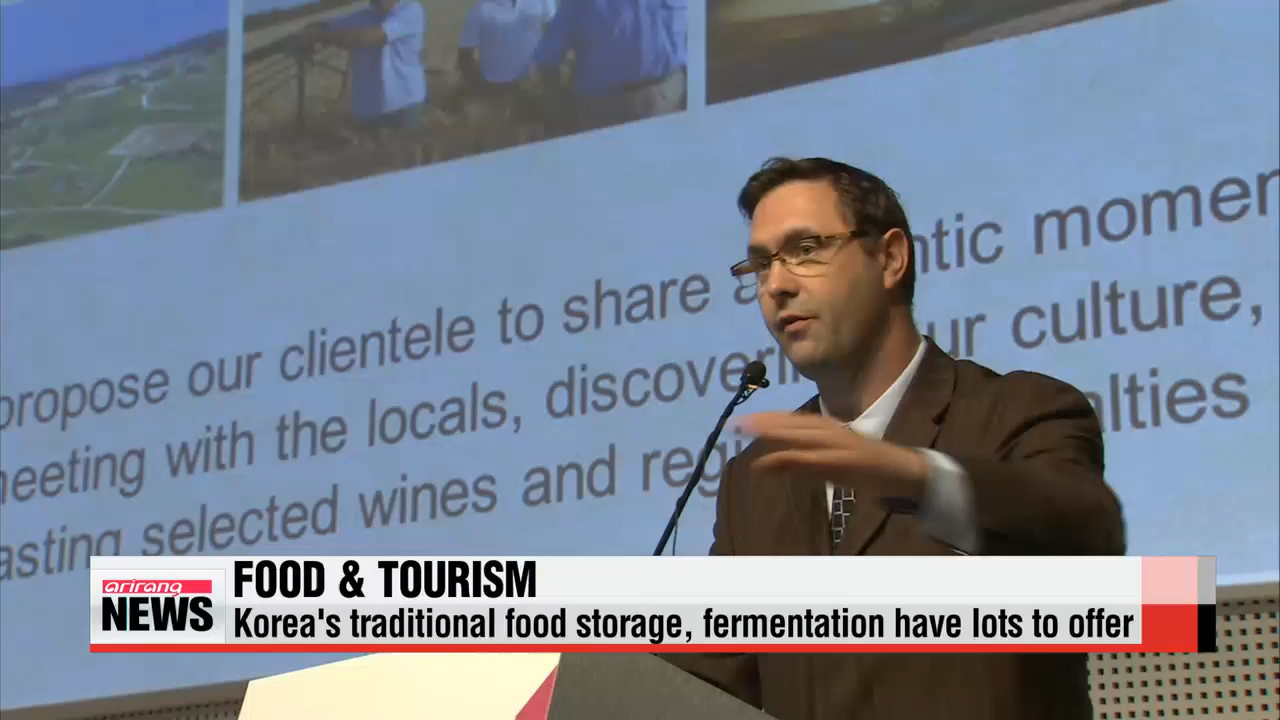 propose our clientele to share a ntic momen
meeting with the locals, discoveri ur culture,
asting selected wines and reg alties
arirang
NEWS
FOOD & TOURISM
Korea's traditional food storage, fermentation have lots to offer